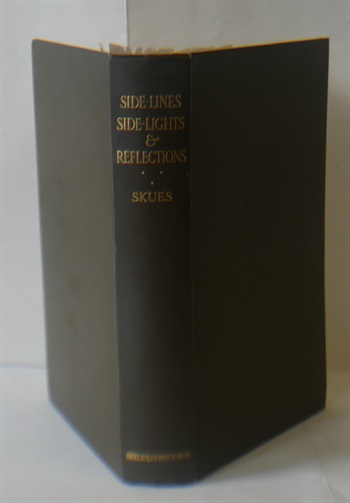 SIDE-LINES
SIDE-LIGHTS
&
REFLECTIONS
SKUES